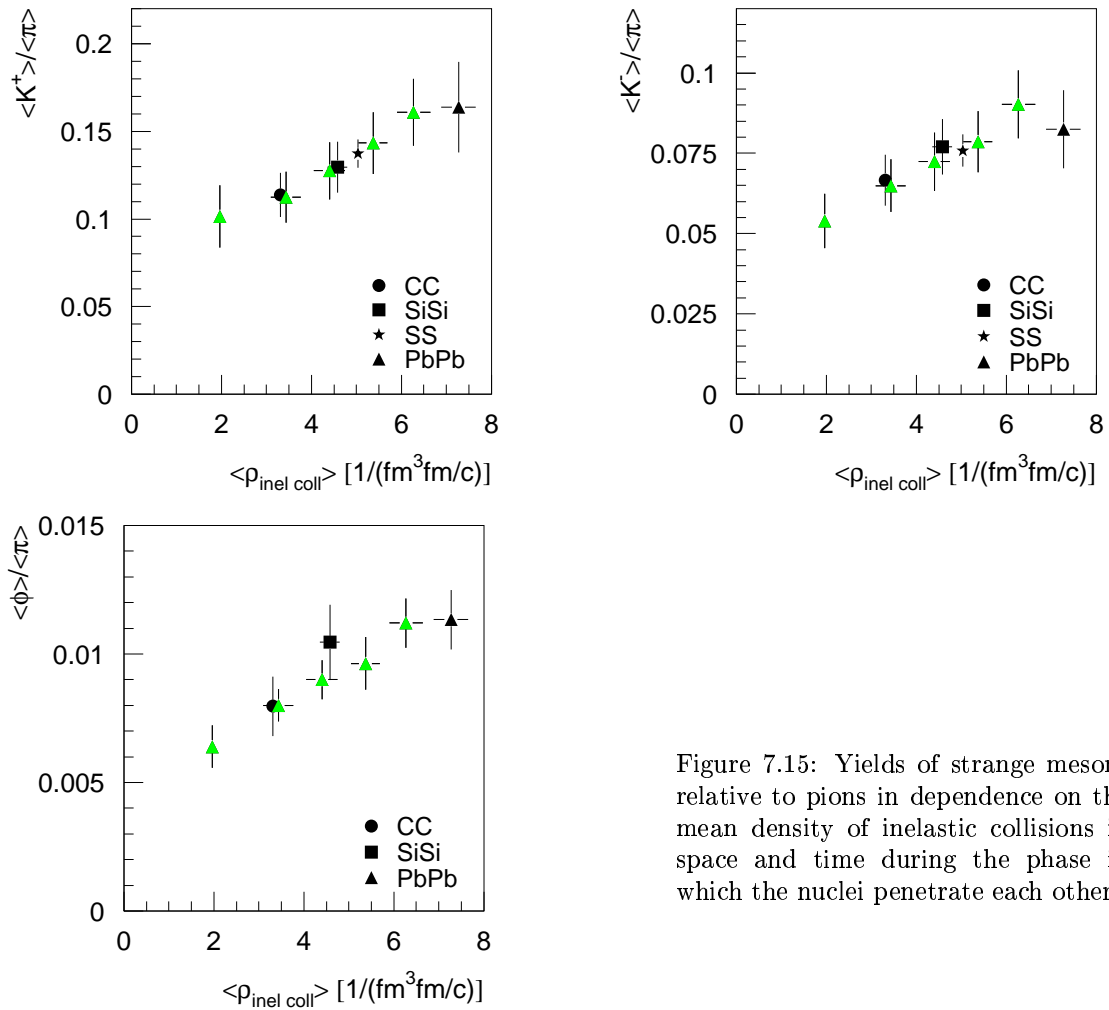 <K+>/<π>
0.2
0.15
0.1
0.05
0
0 2 4 6 8
CC
SiSi
SS
PbPb
<ρinel coll> [1/(fm3fm/c)]
<K->/<π>
0.1
0.075
0.05
0.025
0
0 2 4 6 8
CC
SiSi
SS
PbPb
<ρinel coll> [1/(fm3fm/c)]
<ϕ>/<π>
0.015
0.01
0.005
0
0 2 4 6 8
CC
SiSi
PbPb
<ρinel coll> [1/(fm3fm/c)]
Figure 7.15: Yields of strange meson
relative to pions in dependence on th
mean density of inelastic collisions i
space and time during the phase i
which the nuclei penetrate each other